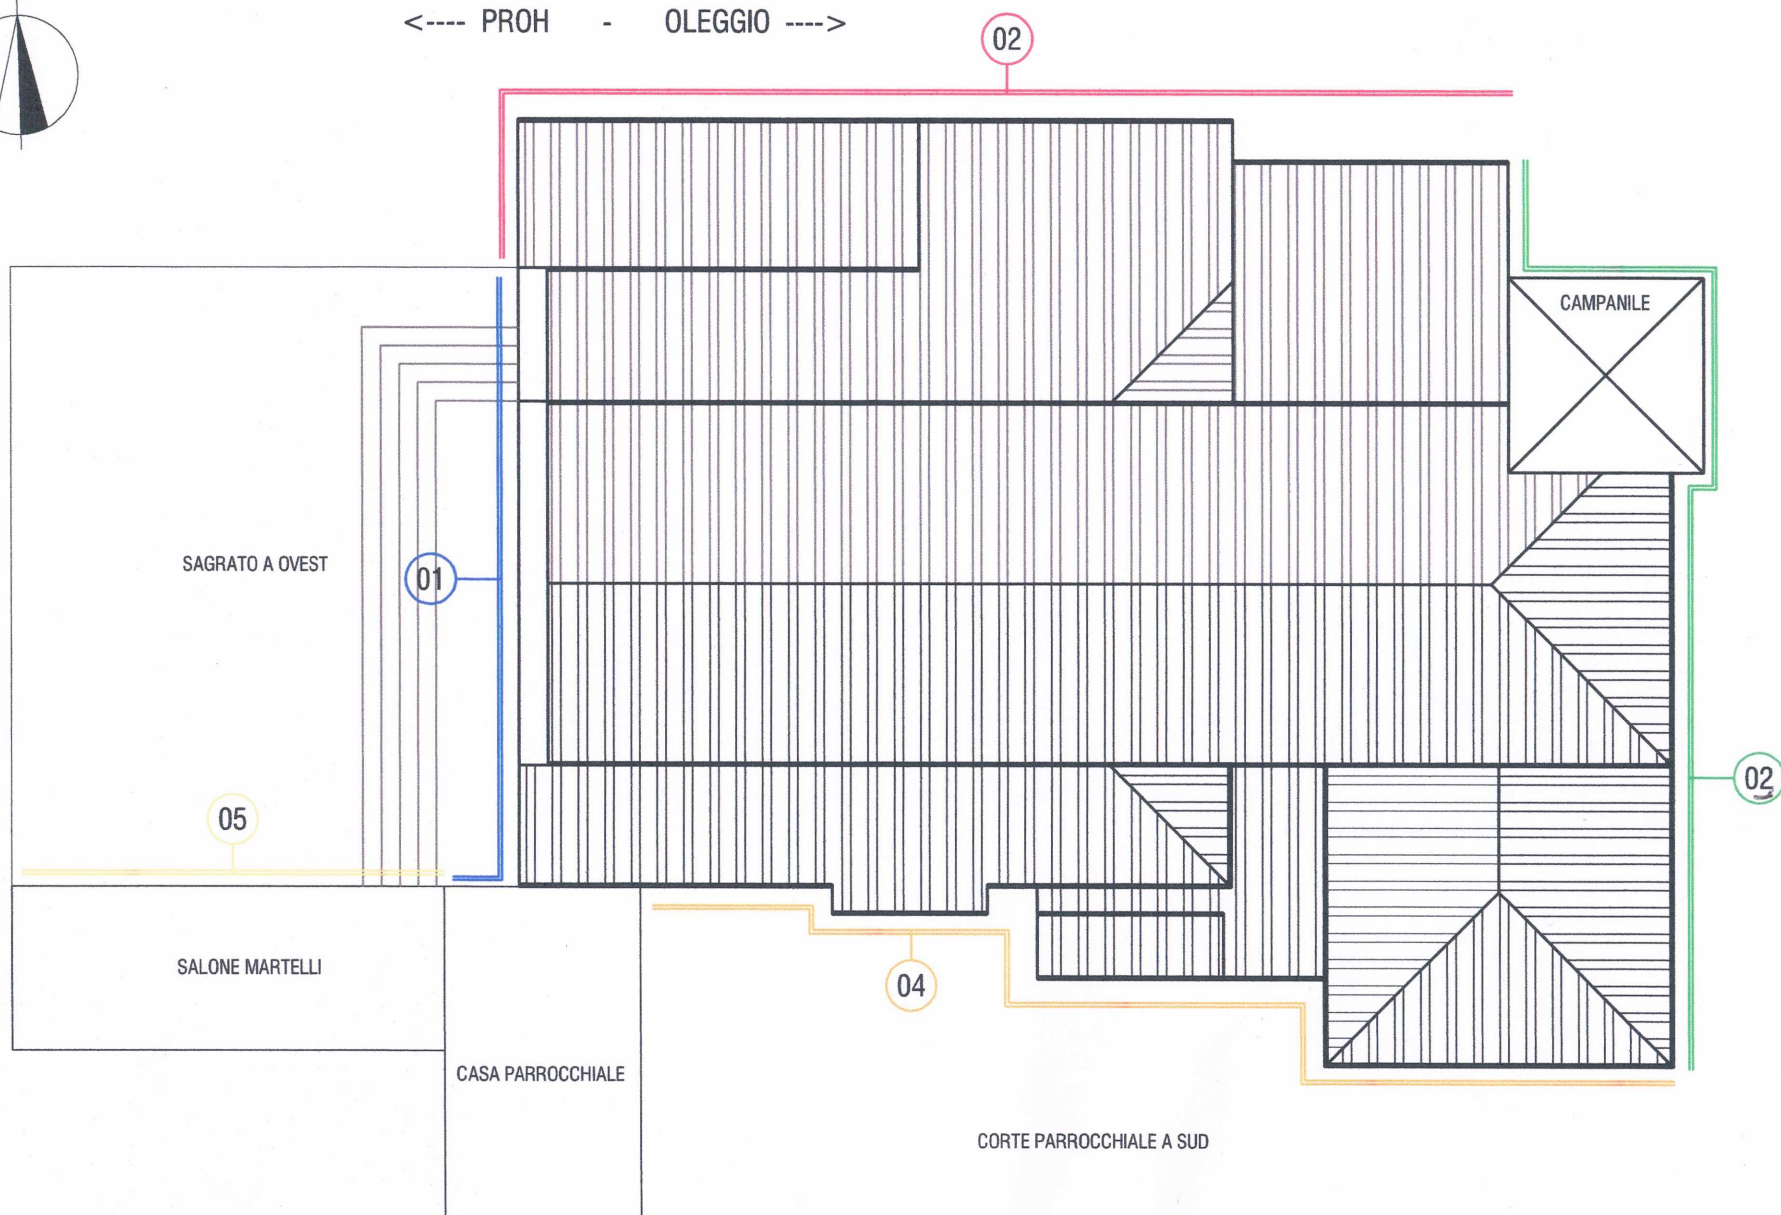 <---- PROH - OLEGGIO ---->
02
CAMPANILE
SAGRATO A OVEST
01
02
05
SALONE MARTELLI
04
CASA PARROCCHIALE
CORTE PARROCCHIALE A SUD